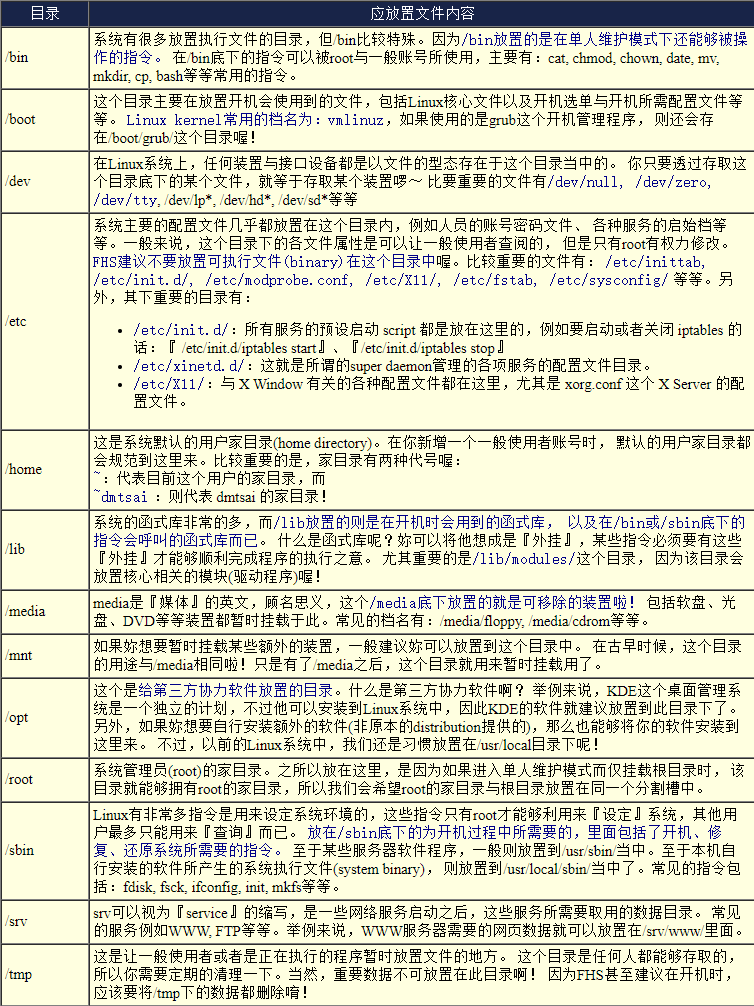 目录 应放置文件内容
/bin
系统有很多放置执行文件的目录，但/bin比较特殊。因为/bin放置的是在单人维护模式下还能够被操
作的指令。 在/bin底下的指令可以被root与一般账号所使用，主要有：cat, chmod, chown, date, mv,
mkdir, cp, bash等等常用的指令。
/boot
这个目录主要在放置开机会使用到的文件，包括Linux核心文件以及开机选单与开机所需配置文件等
等。 Linux kernel常用的档名为：vmlinuz，如果使用的是grub这个开机管理程序， 则还会存
在/boot/grub/这个目录喔！
/dev
在Linux系统上，任何装置与接口设备都是以文件的型态存在于这个目录当中的。 你只要透过存取这
个目录底下的某个文件，就等于存取某个装置啰～ 比要重要的文件有/dev/null, /dev/zero,
/dev/tty, /dev/lp*, /dev/hd*, /dev/sd*等等
/etc
系统主要的配置文件几乎都放置在这个目录内，例如人员的账号密码文件、 各种服务的启始档等
等。一般来说，这个目录下的各文件属性是可以让一般使用者查阅的， 但是只有root有权力修改。
FHS建议不要放置可执行文件(binary)在这个目录中喔。比较重要的文件有： /etc/inittab,
/etc/init.d/, /etc/modprobe.conf, /etc/X11/, /etc/fstab, /etc/sysconfig/ 等等。另
外，其下重要的目录有：
• /etc/init.d/：所有服务的预设启动 script 都是放在这里的，例如要启动或者关闭 iptables 的
话：『 /etc/init.d/iptables start』、『/etc/init.d/iptables stop』
• /etc/xinetd.d/：这就是所谓的super daemon管理的各项服务的配置文件目录。
• /etc/X11/：与 X Window 有关的各种配置文件都在这里，尤其是 xorg.conf 这个 X Server 的配
置文件。
/home
这是系统默认的用户家目录(home directory)。在你新增一个一般使用者账号时， 默认的用户家目录都
会规范到这里来。比较重要的是，家目录有两种代号喔：
~：代表目前这个用户的家目录，而
~dmtsai ：则代表 dmtsai 的家目录！
/lib
系统的函式库非常的多，而/lib放置的则是在开机时会用到的函式库， 以及在/bin或/sbin底下的
指令会呼叫的函式库而已。 什么是函式库呢？妳可以将他想成是『外挂』，某些指令必须要有这些
『外挂』才能够顺利完成程序的执行之意。 尤其重要的是/lib/modules/这个目录，因为该目录会
放置核心相关的模块(驱动程序)喔！
/media
media是『媒体』的英文，顾名思义，这个/media底下放置的就是可移除的装置啦！ 包括软盘、光
盘、DVD等等装置都暂时挂载于此。常见的档名有：/media/floppy, /media/cdrom等等。
/mnt
如果妳想要暂时挂载某些额外的装置，一般建议妳可以放置到这个目录中。 在古早时候，这个目录
的用途与/media相同啦！只是有了/media之后，这个目录就用来暂时挂载用了。
/opt
这个是给第三方协力软件放置的目录。什么是第三方协力软件啊？ 举例来说，KDE这个桌面管理系
统是一个独立的计划，不过他可以安装到Linux系统中，因此KDE的软件就建议放置到此目录下了。
另外，如果妳想要自行安装额外的软件(非原本的distribution提供的)，那么也能够将你的软件安装到
这里来。 不过，以前的Linux系统中，我们还是习惯放置在/usr/local目录下呢！
/root
系统管理员(root)的家目录。之所以放在这里，是因为如果进入单人维护模式而仅挂载根目录时， 该
目录就能够拥有root的家目录，所以我们会希望root的家目录与根目录放置在同一个分割槽中。
/sbin
Linux有非常多指令是用来设定系统环境的，这些指令只有root才能够利用来『设定』系统，其他用
户最多只能用来『查询』而已。 放在/sbin底下的为开机过程中所需要的，里面包括了开机、修
复、还原系统所需要的指令。 至于某些服务器软件程序，一般则放置到/usr/sbin/当中。至于本机自
行安装的软件所产生的系统执行文件(system binary)， 则放置到/usr/local/sbin/当中了。常见的指令包
括：fdisk, fsck, ifconfig, init, mkfs等等。
/srv
srv可以视为『service』的缩写，是一些网络服务启动之后，这些服务所需要取用的数据目录。 常见
的服务例如WWW, FTP等等。举例来说，WWW服务器需要的网页数据就可以放置在/srv/www/里面。
/tmp
这是让一般使用者或者是正在执行的程序暂时放置文件的地方。 这个目录是任何人都能够存取的，
所以你需要定期的清理一下。当然，重要数据不可放置在此目录啊！ 因为FHS甚至建议在开机时，
应该要将/tmp下的数据都删除唷！